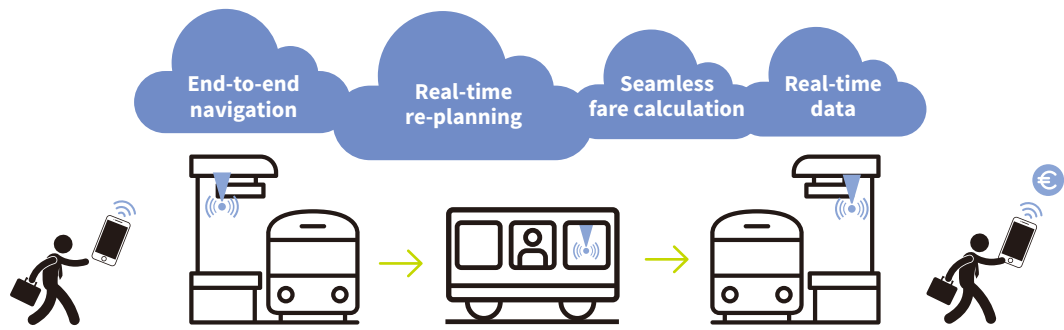 End-to-end
navigation
Real-time
re-planning
Seamless
fare calculation
Real-time
data
€